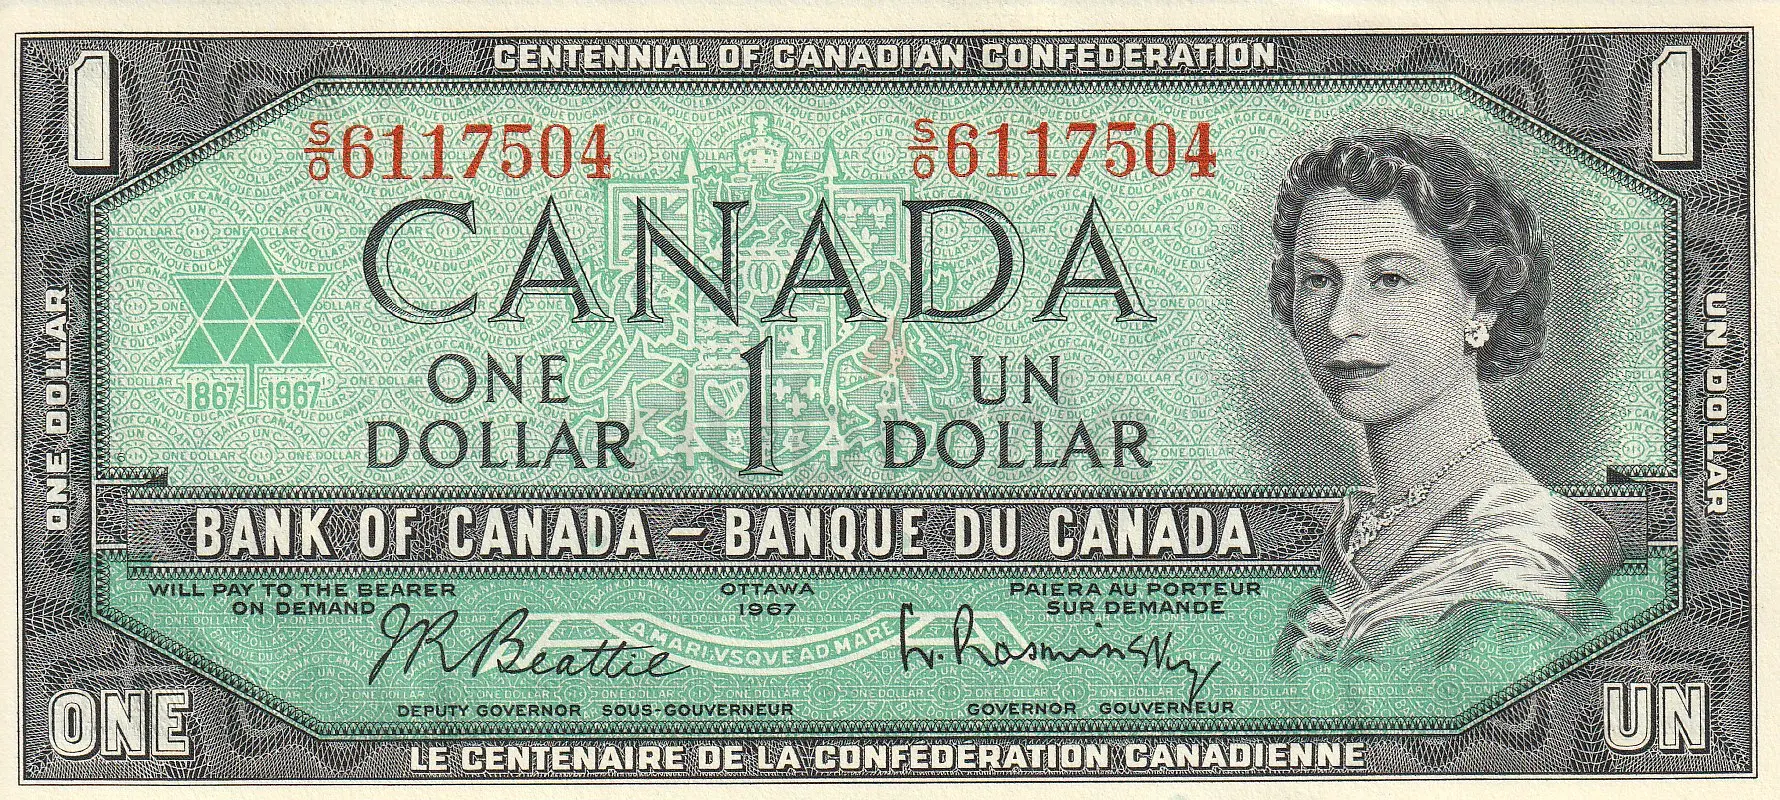 CENTENNIAL OF CANADIAN CONFEDERATION
1 1
S/O 6117504 S/O 6117504
CANADA
1867 1967
ONE DOLLAR
1
UN DOLLAR
ONE DOLLAR
UN DOLLAR
BANK OF CANADA – BANQUE DU CANADA
WILL PAY TO THE BEARER
ON DEMAND
OTTAWA
1967
PAIERA AU PORTEUR
SUR DEMANDE
A MARI VSQVE AD MARE
J R Beattie
L. Rasminsky
DEPUTY GOVERNOR SOUS-GOUVERNEUR
GOVERNOR GOUVERNEUR
ONE
UN
LE CENTENAIRE DE LA CONFÉDÉRATION CANADIENNE